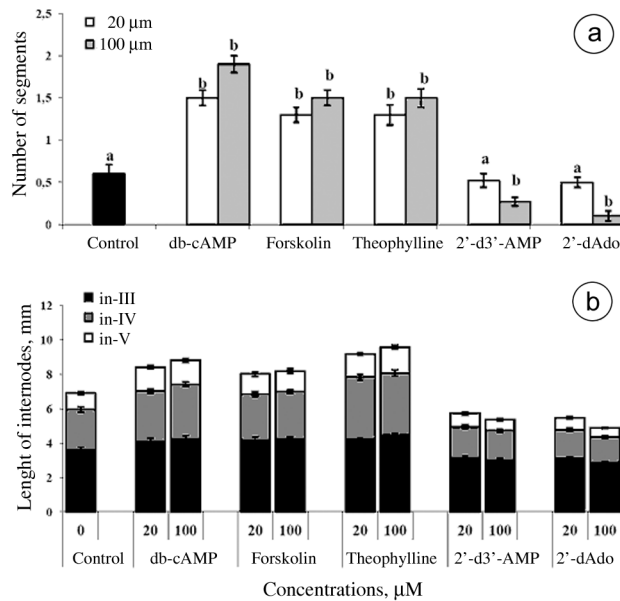 2,5
2
1,5
1
0,5
0
Number of segments
20 μm
100 μm
a
a
b
b
b
b
b
b
a
b
a
b
Control db-cAMP Forskolin Theophylline 2'-d3'-AMP 2'-dAdo
12
10
8
6
4
2
0
Lenght of internodes, mm
in-III
in-IV
in-V
b
0 20 100 20 100 20 100 20 100 20 100
Control db-cAMP Forskolin Theophylline 2'-d3'-AMP 2'-dAdo
Concentrations, μM